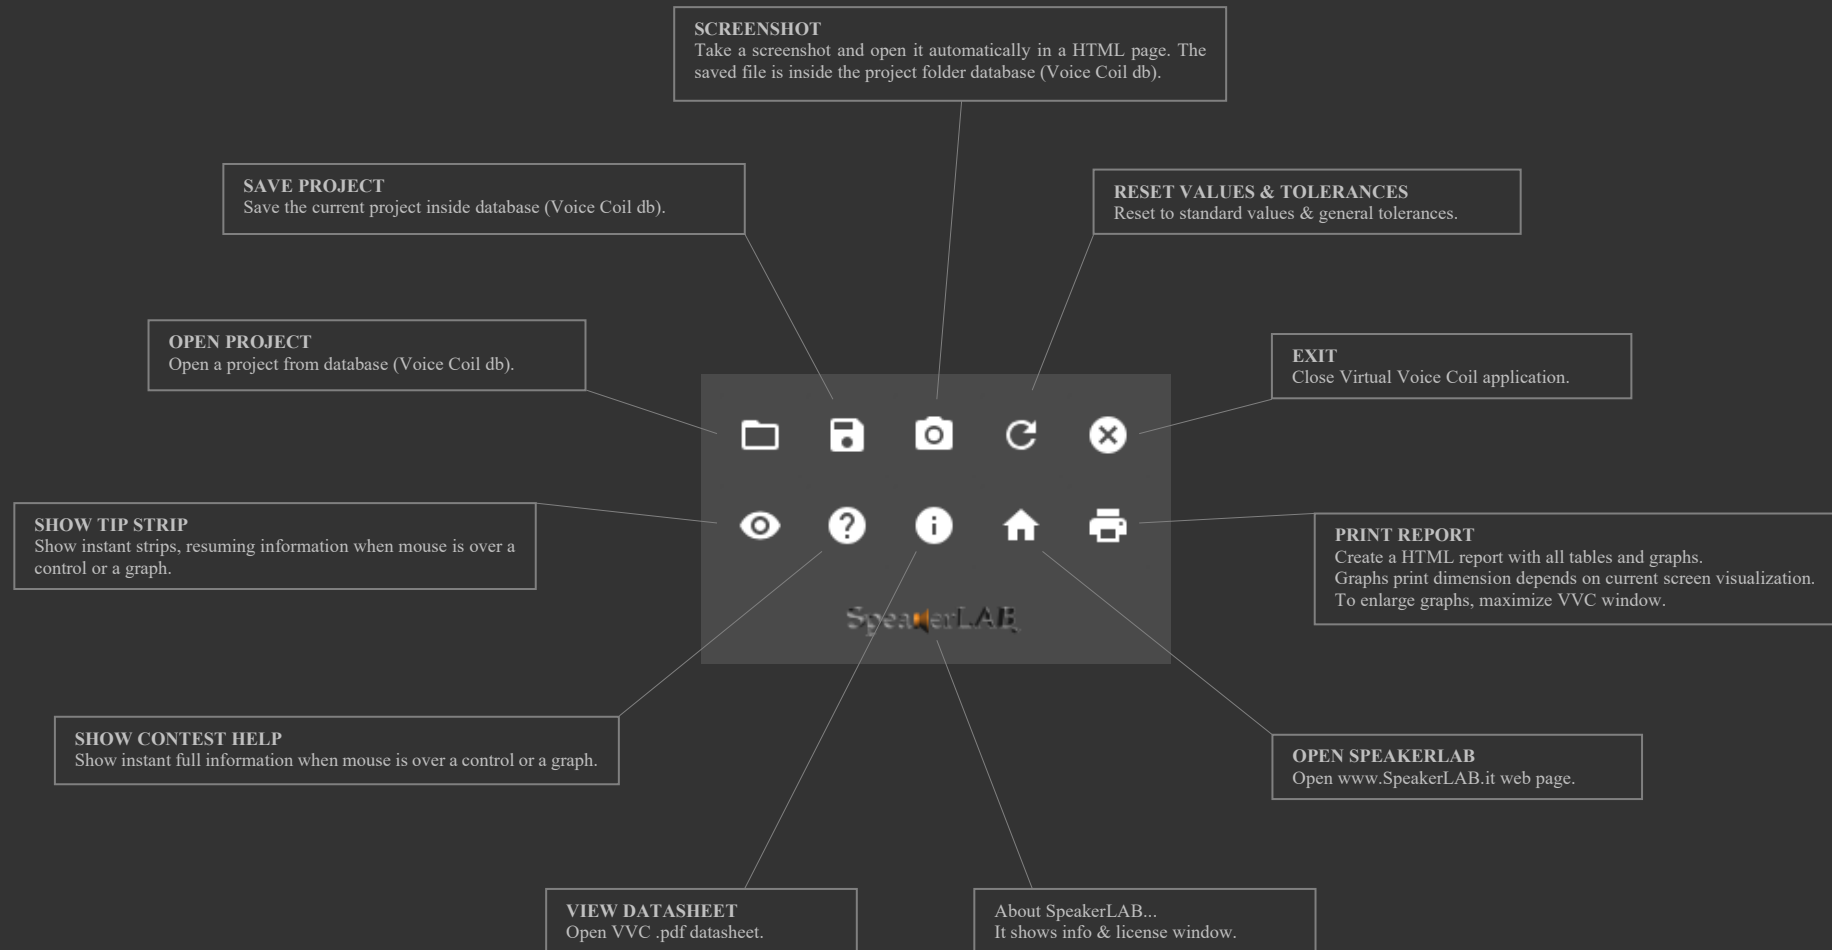 SCREENSHOT
Take a screenshot and open it automatically in a HTML page. The
saved file is inside the project folder database (Voice Coil db).
SAVE PROJECT
Save the current project inside database (Voice Coil db).
RESET VALUES & TOLERANCES
Reset to standard values & general tolerances.
OPEN PROJECT
Open a project from database (Voice Coil db).
EXIT
Close Virtual Voice Coil application.
SHOW TIP STRIP
Show instant strips, resuming information when mouse is over a
control or a graph.
PRINT REPORT
Create a HTML report with all tables and graphs.
Graphs print dimension depends on current screen visualization.
To enlarge graphs, maximize VVC window.
SpeakerLAB
SHOW CONTEST HELP
Show instant full information when mouse is over a control or a graph.
OPEN SPEAKERLAB
Open www.SpeakerLAB.it web page.
VIEW DATASHEET
Open VVC .pdf datasheet.
About SpeakerLAB...
It shows info & license window.